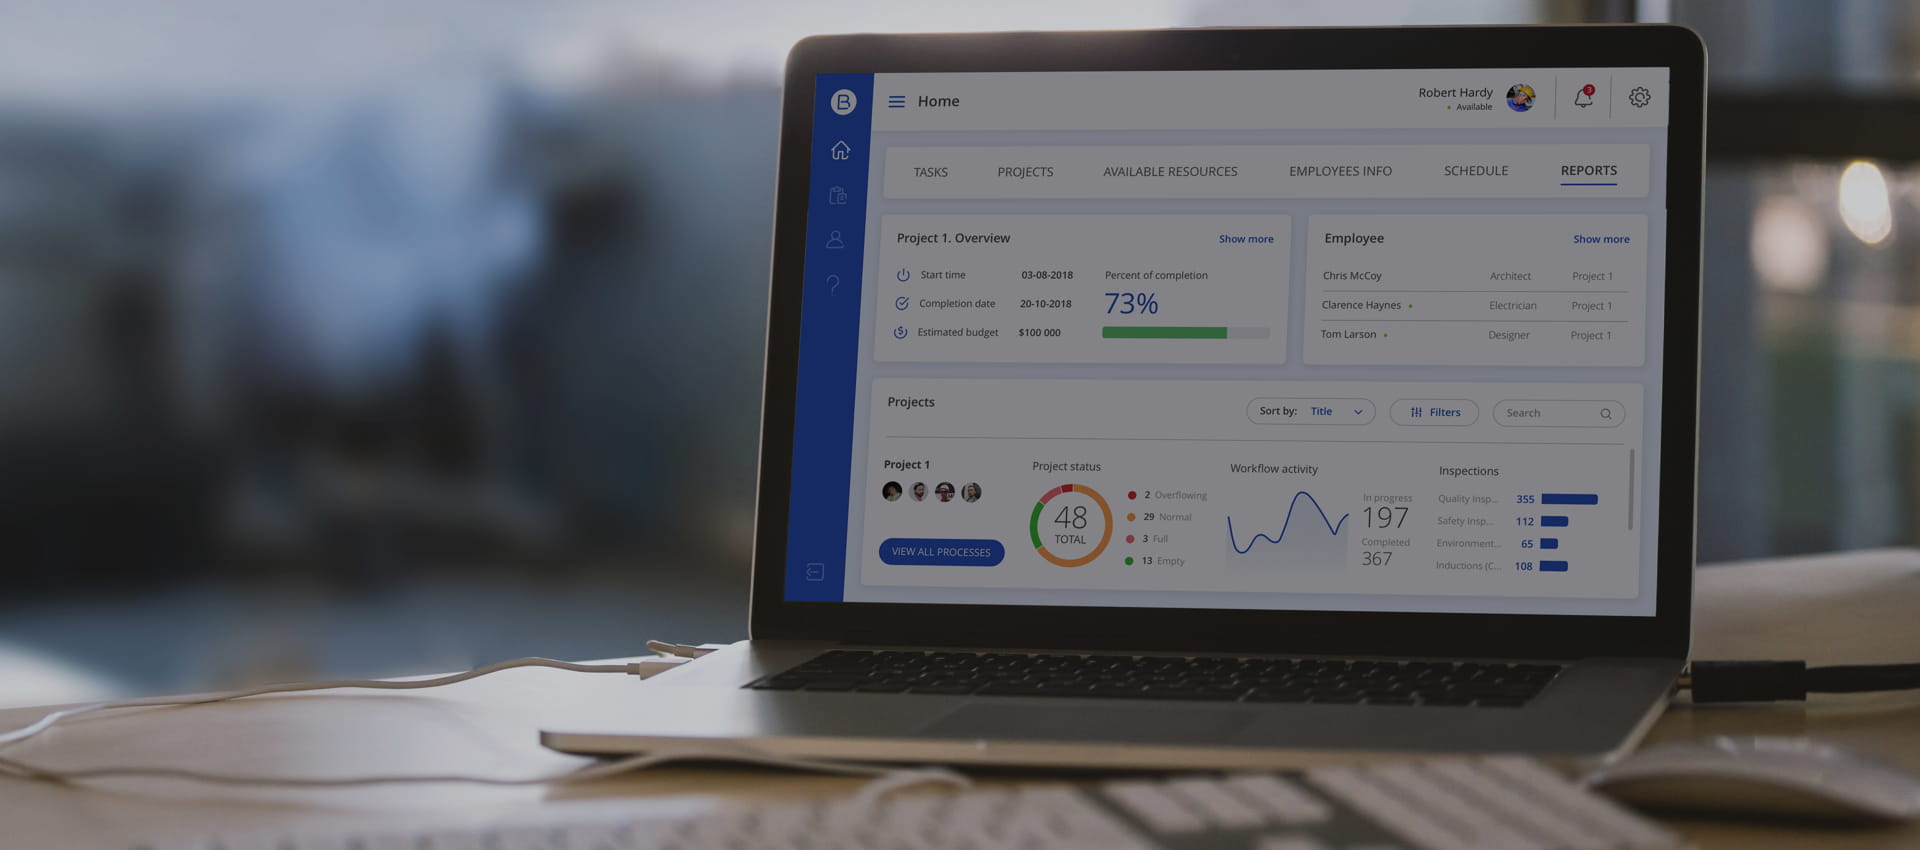 B
Home
Robert Hardy
Available
3
TASKS PROJECTS AVAILABLE RESOURCES EMPLOYEES INFO SCHEDULE REPORTS
Project 1. Overview Show more
Start time 03-08-2018
Completion date 20-10-2018
Estimated budget $100 000
Percent of completion
73%
Employee Show more
Chris McCoy Architect Project 1
Clarence Haynes Electrician Project 1
Tom Larson Designer Project 1
Projects
Sort by: Title
Filters
Search
Project 1
VIEW ALL PROCESSES
Project status
48
TOTAL
2 Overflowing
29 Normal
3 Full
13 Empty
Workflow activity
In progress
197
Completed
367
Inspections
Quality Insp... 355
Safety Insp... 112
Environment... 65
Inductions (C... 108